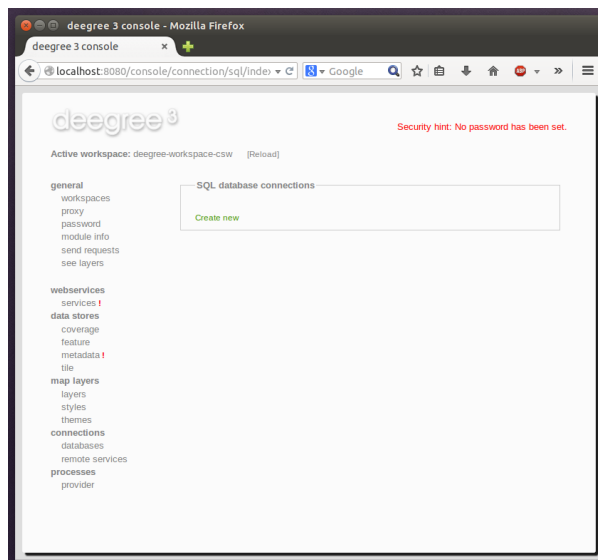 deegree 3 console - Mozilla Firefox
deegree 3 console ×
localhost:8080/console/connection/sql/inde Google ABP »
deegree 3
Security hint: No password has been set.
Active workspace: deegree-workspace-csw [Reload]
general
workspaces
proxy
password
module info
send requests
see layers
SQL database connections
Create new
webservices
services !
data stores
coverage
feature
metadata !
tile
map layers
layers
styles
themes
connections
databases
remote services
processes
provider